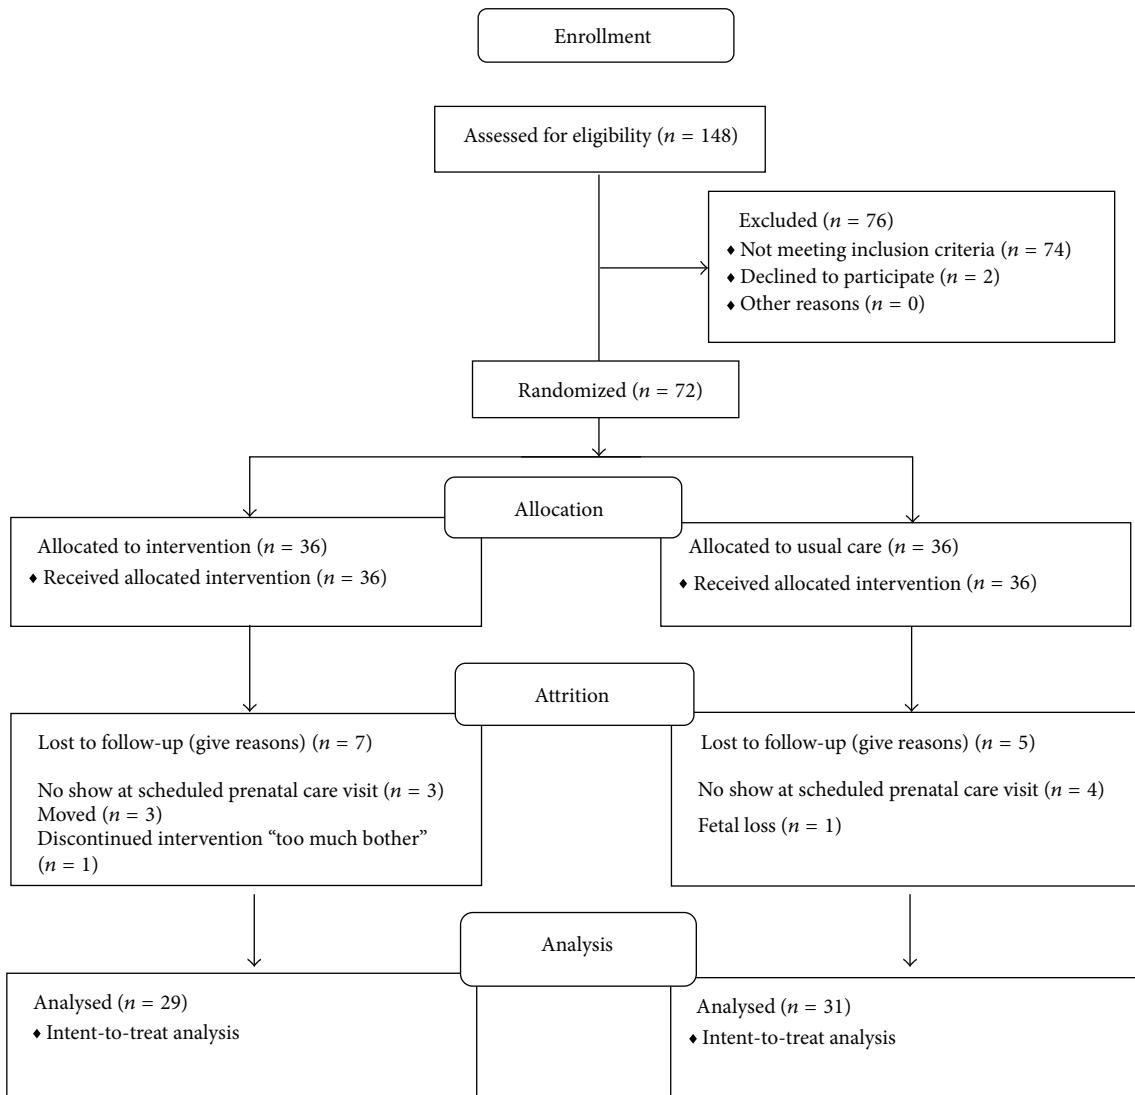 Enrollment
Assessed for eligibility (n = 148)
Excluded (n = 76)
♦ Not meeting inclusion criteria (n = 74)
♦ Declined to participate (n = 2)
♦ Other reasons (n = 0)
Randomized (n = 72)
Allocation
Allocated to intervention (n = 36)
♦ Received allocated intervention (n = 36)
Allocated to usual care (n = 36)
♦ Received allocated intervention (n = 36)
Attrition
Lost to follow-up (give reasons) (n = 7)
No show at scheduled prenatal care visit (n = 3)
Moved (n = 3)
Discontinued intervention “too much bother”
(n = 1)
Lost to follow-up (give reasons) (n = 5)
No show at scheduled prenatal care visit (n = 4)
Fetal loss (n = 1)
Analysis
Analysed (n = 29)
♦ Intent-to-treat analysis
Analysed (n = 31)
♦ Intent-to-treat analysis